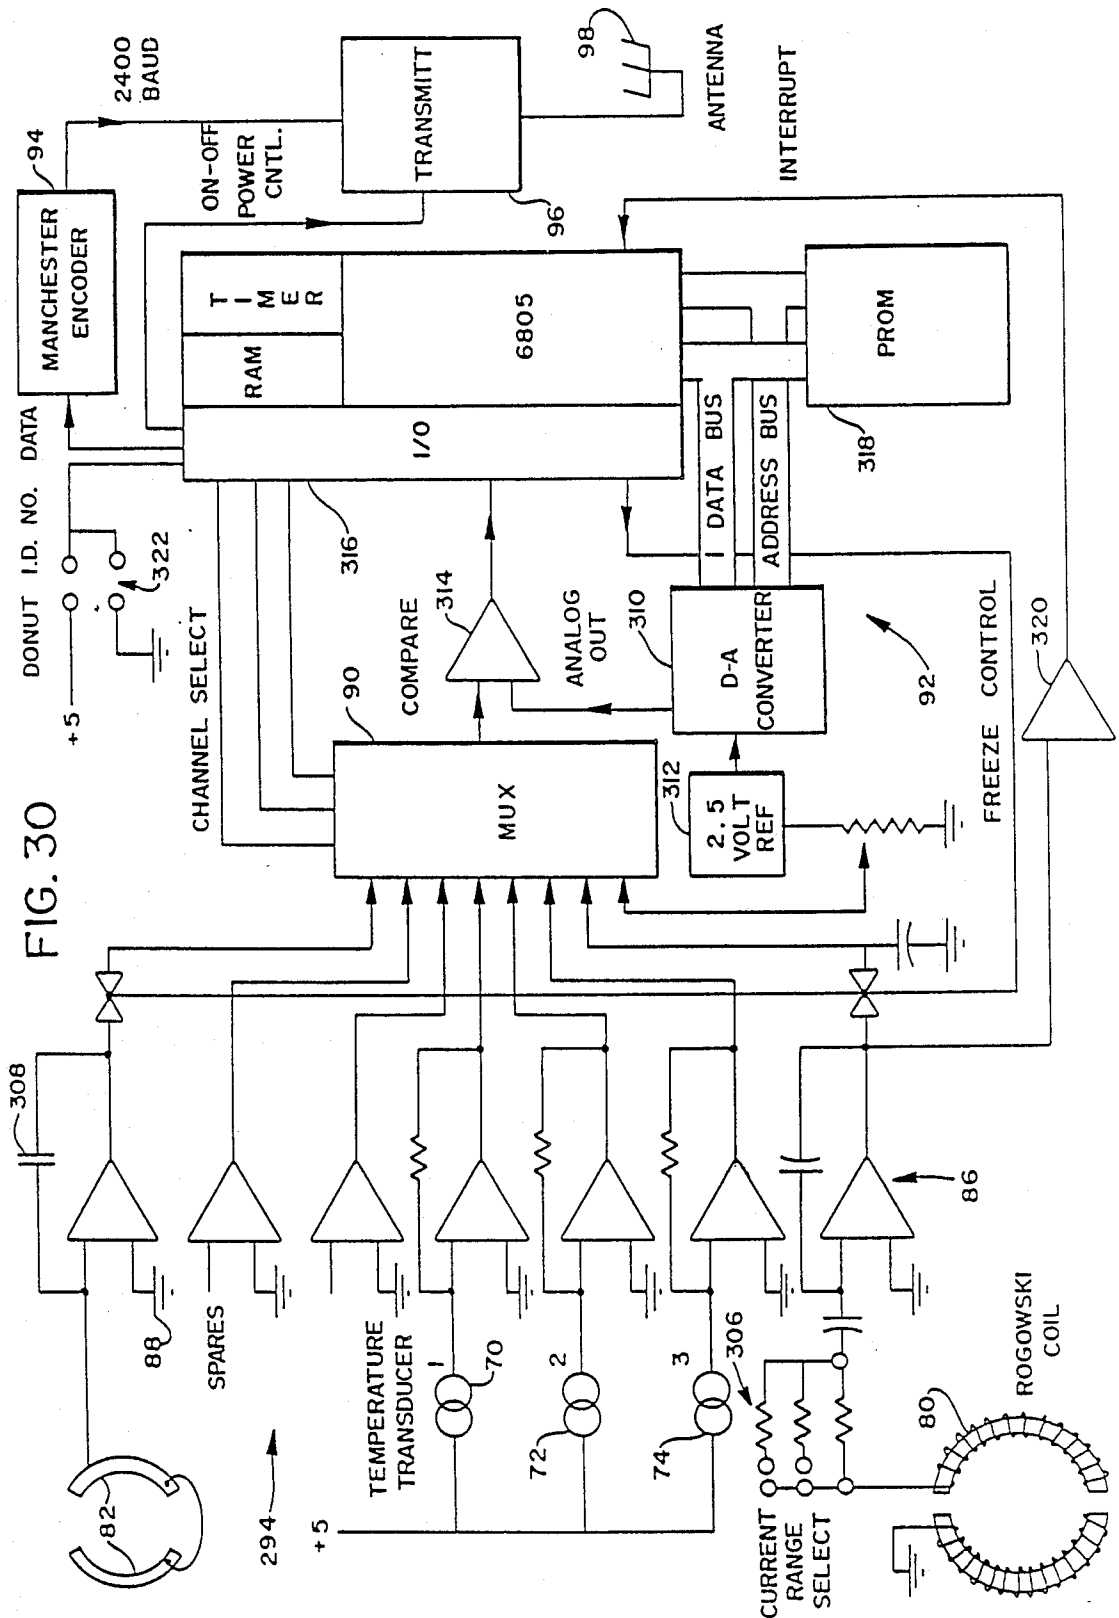 FIG. 30
DONUT I.D. NO. DATA
+5
322
MANCHESTER
ENCODER
94
2400
BAUD
ON-OFF
POWER
CNTL.
TRANSMITT
96
98
ANTENNA
INTERRUPT
CHANNEL SELECT
316
I/O
RAM
TIMER
6805
PROM
318
DATA BUS
ADDRESS BUS
COMPARE
314
ANALOG
OUT
310
D-A
CONVERTER
92
90
MUX
312
2.5
VOLT
REF
FREEZE CONTROL
320
308
88
SPARES
82
294
+5
TEMPERATURE
TRANSDUCER
1
70
2
72
3
74
306
86
CURRENT
RANGE
SELECT
80
ROGOWSKI
COIL